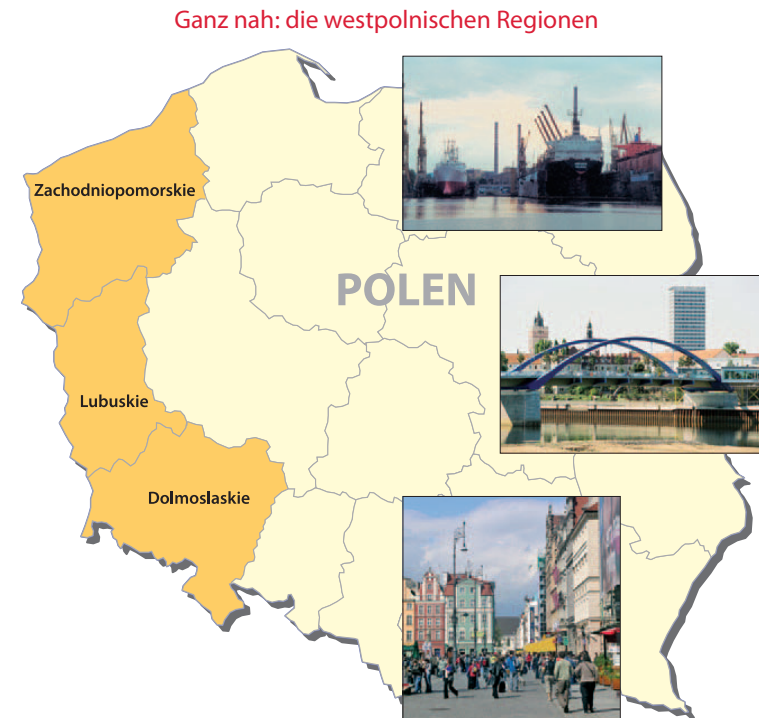 Ganz nah: die westpolnischen Regionen
Zachodniopomorskie
POLEN
Lubuskie
Dolmoslaskie